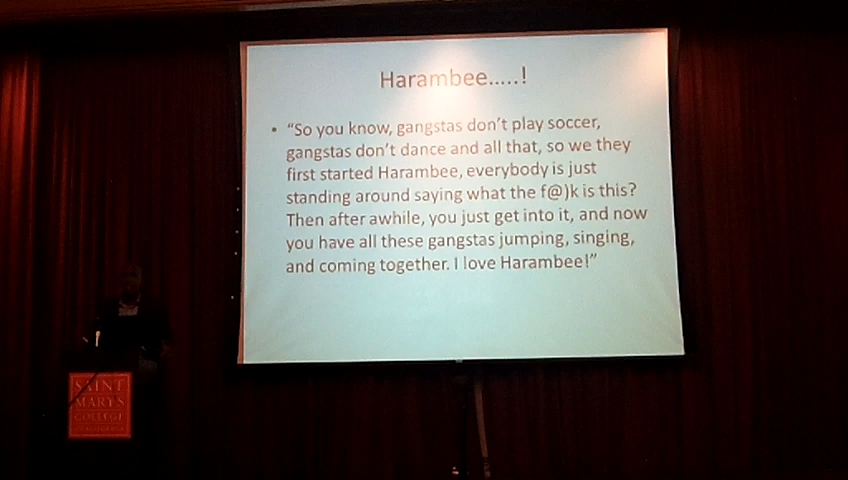 Harambee.....!
• “So you know, gangstas don’t play soccer,
gangstas don’t dance and all that, so we they
first started Harambee, everybody is just
standing around saying what the f@)k is this?
Then after awhile, you just get into it, and now
you have all these gangstas jumping, singing,
and coming together. I love Harambee!”
SAINT
MARY'S
COLLEGE